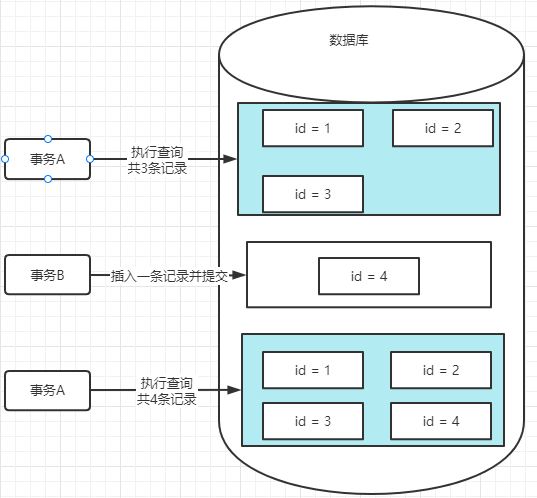 数据库
id = 1
id = 2
事务A
执行查询
共3条记录
id = 3
事务B
插入一条记录并提交
id = 4
事务A
执行查询
共4条记录
id = 1
id = 2
id = 3
id = 4